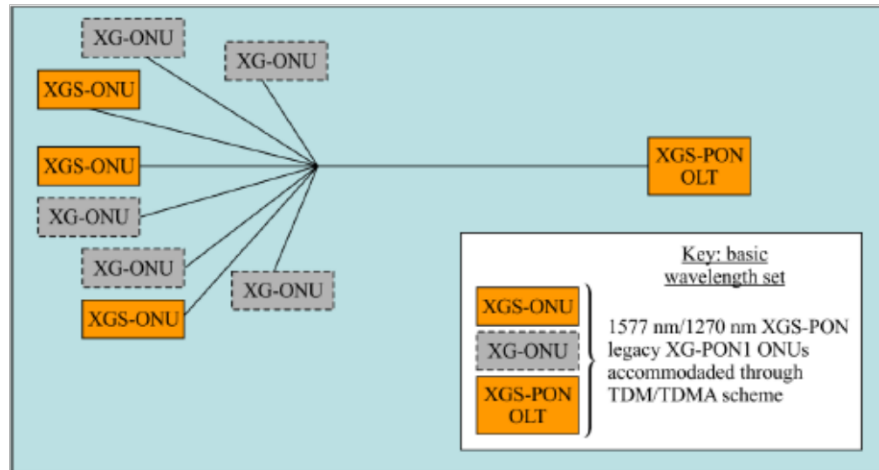 XG-ONU
XG-ONU
XGS-ONU
XGS-ONU
XGS-PON
OLT
XG-ONU
XG-ONU
XG-ONU
XGS-ONU
Key: basic
wavelength set
XGS-ONU
XG-ONU
XGS-PON
OLT
1577 nm/1270 nm XGS-PON
legacy XG-PON1 ONUs
accommodaded through
TDM/TDMA scheme